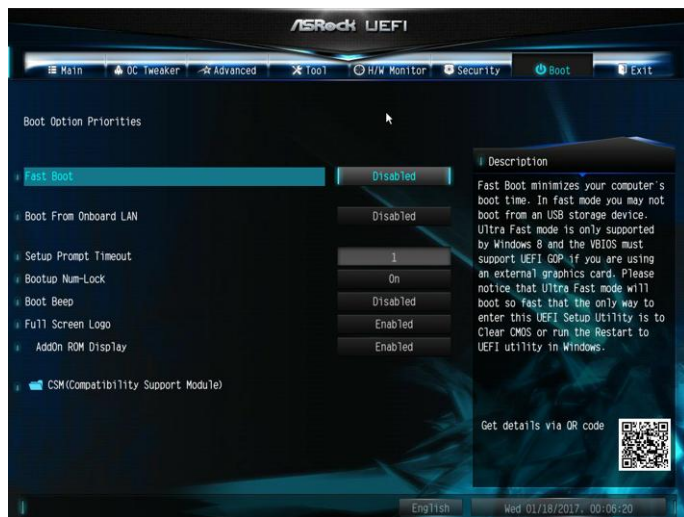 ASRock UEFI
Main OC Tweaker Advanced Tool H/W Monitor Security Boot Exit
Boot Option Priorities
Fast Boot Disabled
Boot From Onboard LAN Disabled
Setup Prompt Timeout 1
Bootup Num-Lock On
Boot Beep Disabled
Full Screen Logo Enabled
AddOn ROM Display Enabled
CSM(Compatibility Support Module)
Description
Fast Boot minimizes your computer's
boot time. In fast mode you may not
boot from an USB storage device.
Ultra Fast mode is only supported
by Windows 8 and the VBIOS must
support UEFI GOP if you are using
an external graphics card. Please
notice that Ultra Fast mode will
boot so fast that the only way to
enter this UEFI Setup Utility is to
Clear CMOS or run the Restart to
UEFI utility in Windows.
Get details via QR code
English Wed 01/18/2017, 00:06:20